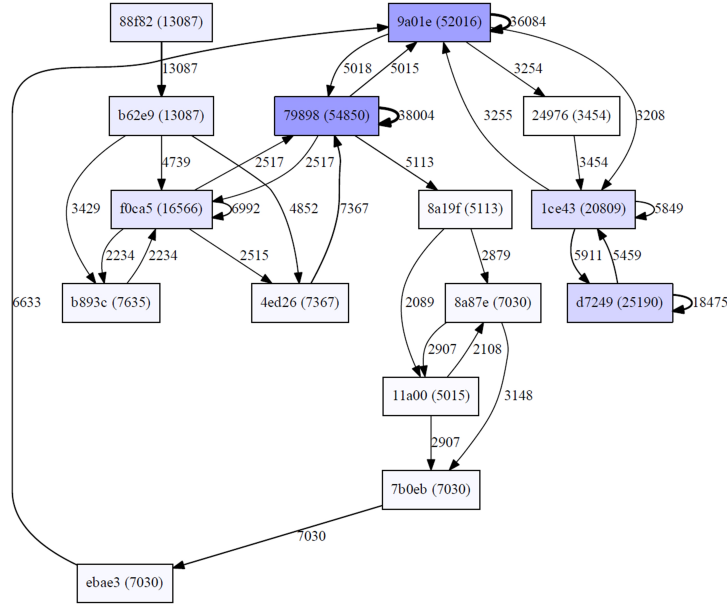 88f82 (13087)
9a01e (52016)
36084
13087
5018
5015
3254
b62e9 (13087)
79898 (54850)
38004
24976 (3454)
3255
3208
4739
2517
2517
5113
3454
3429
f0ca5 (16566)
6992
4852
7367
8a19f (5113)
1ce43 (20809)
5849
2234
2234
2515
2879
5911
5459
6633
b893c (7635)
4ed26 (7367)
2089
8a87e (7030)
d7249 (25190)
18475
2907
2108
11a00 (5015)
3148
2907
7b0eb (7030)
7030
ebae3 (7030)